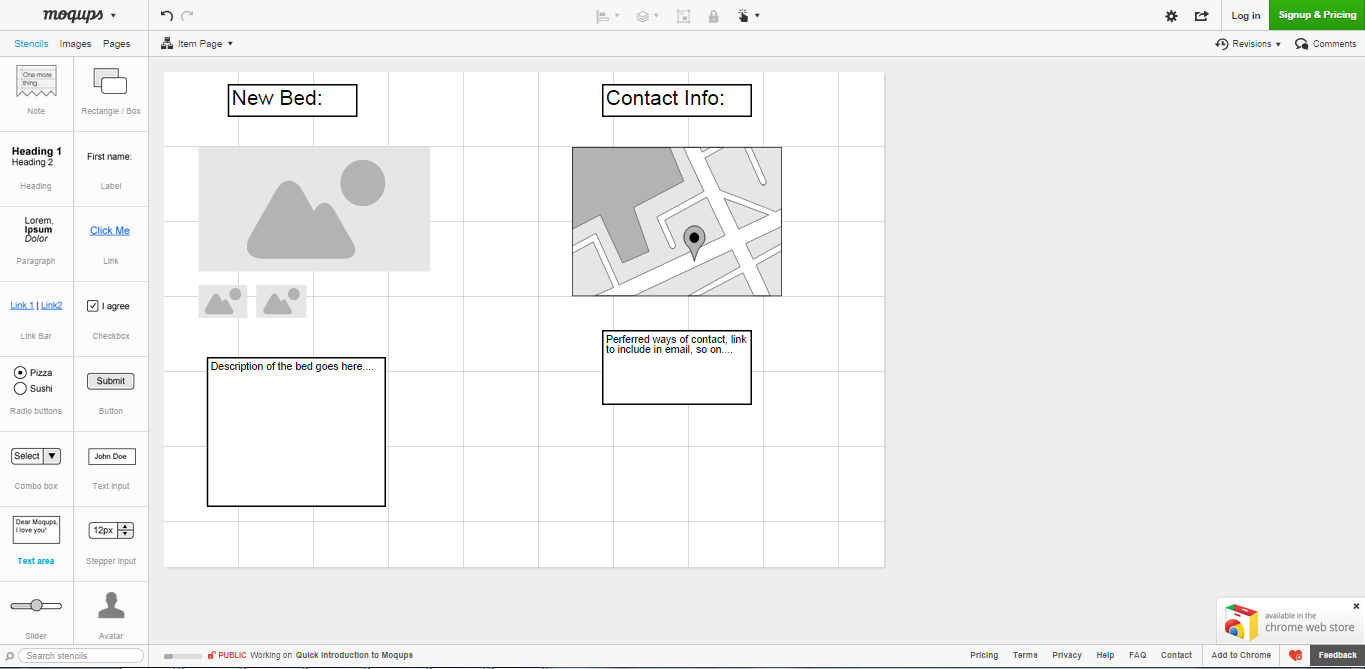 moqups
Log in
Signup & Pricing
Stencils
Images
Pages
Item Page
Revisions
Comments
One more
thing.
Note
Rectangle / Box
Heading 1
Heading 2
Heading
First name:
Label
Lorem,
Ipsum
Dolor
Paragraph
Click Me
Link
Link 1 | Link2
Link Bar
I agree
Checkbox
Pizza
Sushi
Radio buttons
Submit
Button
Select
Combo box
John Doe
Text Input
Dear Moqups,
I love you!
Text area
12px
Stepper Input
Slider
Avatar
Search stencils
New Bed:
Description of the bed goes here....
Contact Info:
Perferred ways of contact, link
to include in email, so on....
available in the
chrome web store
PUBLIC Working on Quick Introduction to Moqups
Pricing
Terms
Privacy
Help
FAQ
Contact
Add to Chrome
Feedback